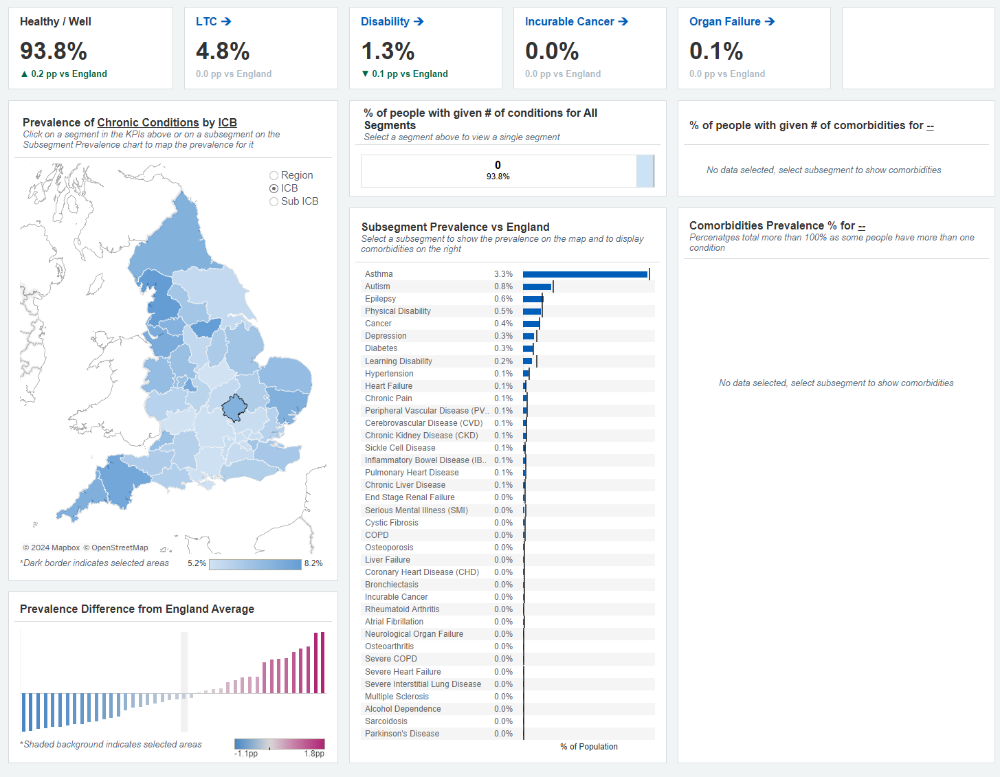 Healthy / Well
93.8%
▲ 0.2 pp vs England
LTC ➔
4.8%
0.0 pp vs England
Disability ➔
1.3%
▼ 0.1 pp vs England
Incurable Cancer ➔
0.0%
0.0 pp vs England
Organ Failure ➔
0.1%
0.0 pp vs England
Prevalence of Chronic Conditions by ICB
Click on a segment in the KPIs above or on a subsegment on the
Subsegment Prevalence chart to map the prevalence for it
Region
ICB
Sub ICB
© 2024 Mapbox © OpenStreetMap
*Dark border indicates selected areas
5.2%
8.2%
Prevalence Difference from England Average
*Shaded background indicates selected areas
-1.1pp
1.8pp
% of people with given # of conditions for All
Segments
Select a segment above to view a single segment
0
93.8%
Subsegment Prevalence vs England
Select a subsegment to show the prevalence on the map and to display
comorbidities on the right
Asthma 3.3%
Autism 0.8%
Epilepsy 0.6%
Physical Disability 0.5%
Cancer 0.4%
Depression 0.3%
Diabetes 0.3%
Learning Disability 0.2%
Hypertension 0.1%
Heart Failure 0.1%
Chronic Pain 0.1%
Peripheral Vascular Disease (PV.. 0.1%
Cerebrovascular Disease (CVD) 0.1%
Chronic Kidney Disease (CKD) 0.1%
Sickle Cell Disease 0.1%
Inflammatory Bowel Disease (IB.. 0.1%
Pulmonary Heart Disease 0.1%
Chronic Liver Disease 0.1%
End Stage Renal Failure 0.0%
Serious Mental Illness (SMI) 0.0%
Cystic Fibrosis 0.0%
COPD 0.0%
Osteoporosis 0.0%
Liver Failure 0.0%
Coronary Heart Disease (CHD) 0.0%
Bronchiectasis 0.0%
Incurable Cancer 0.0%
Rheumatoid Arthritis 0.0%
Atrial Fibrillation 0.0%
Neurological Organ Failure 0.0%
Osteoarthritis 0.0%
Severe COPD 0.0%
Severe Heart Failure 0.0%
Severe Interstitial Lung Disease 0.0%
Multiple Sclerosis 0.0%
Alcohol Dependence 0.0%
Sarcoidosis 0.0%
Parkinson's Disease 0.0%
% of Population
% of people with given # of comorbidities for --
No data selected, select subsegment to show comorbidities
Comorbidities Prevalence % for --
Percenatges total more than 100% as some people have more than one
condition
No data selected, select subsegment to show comorbidities